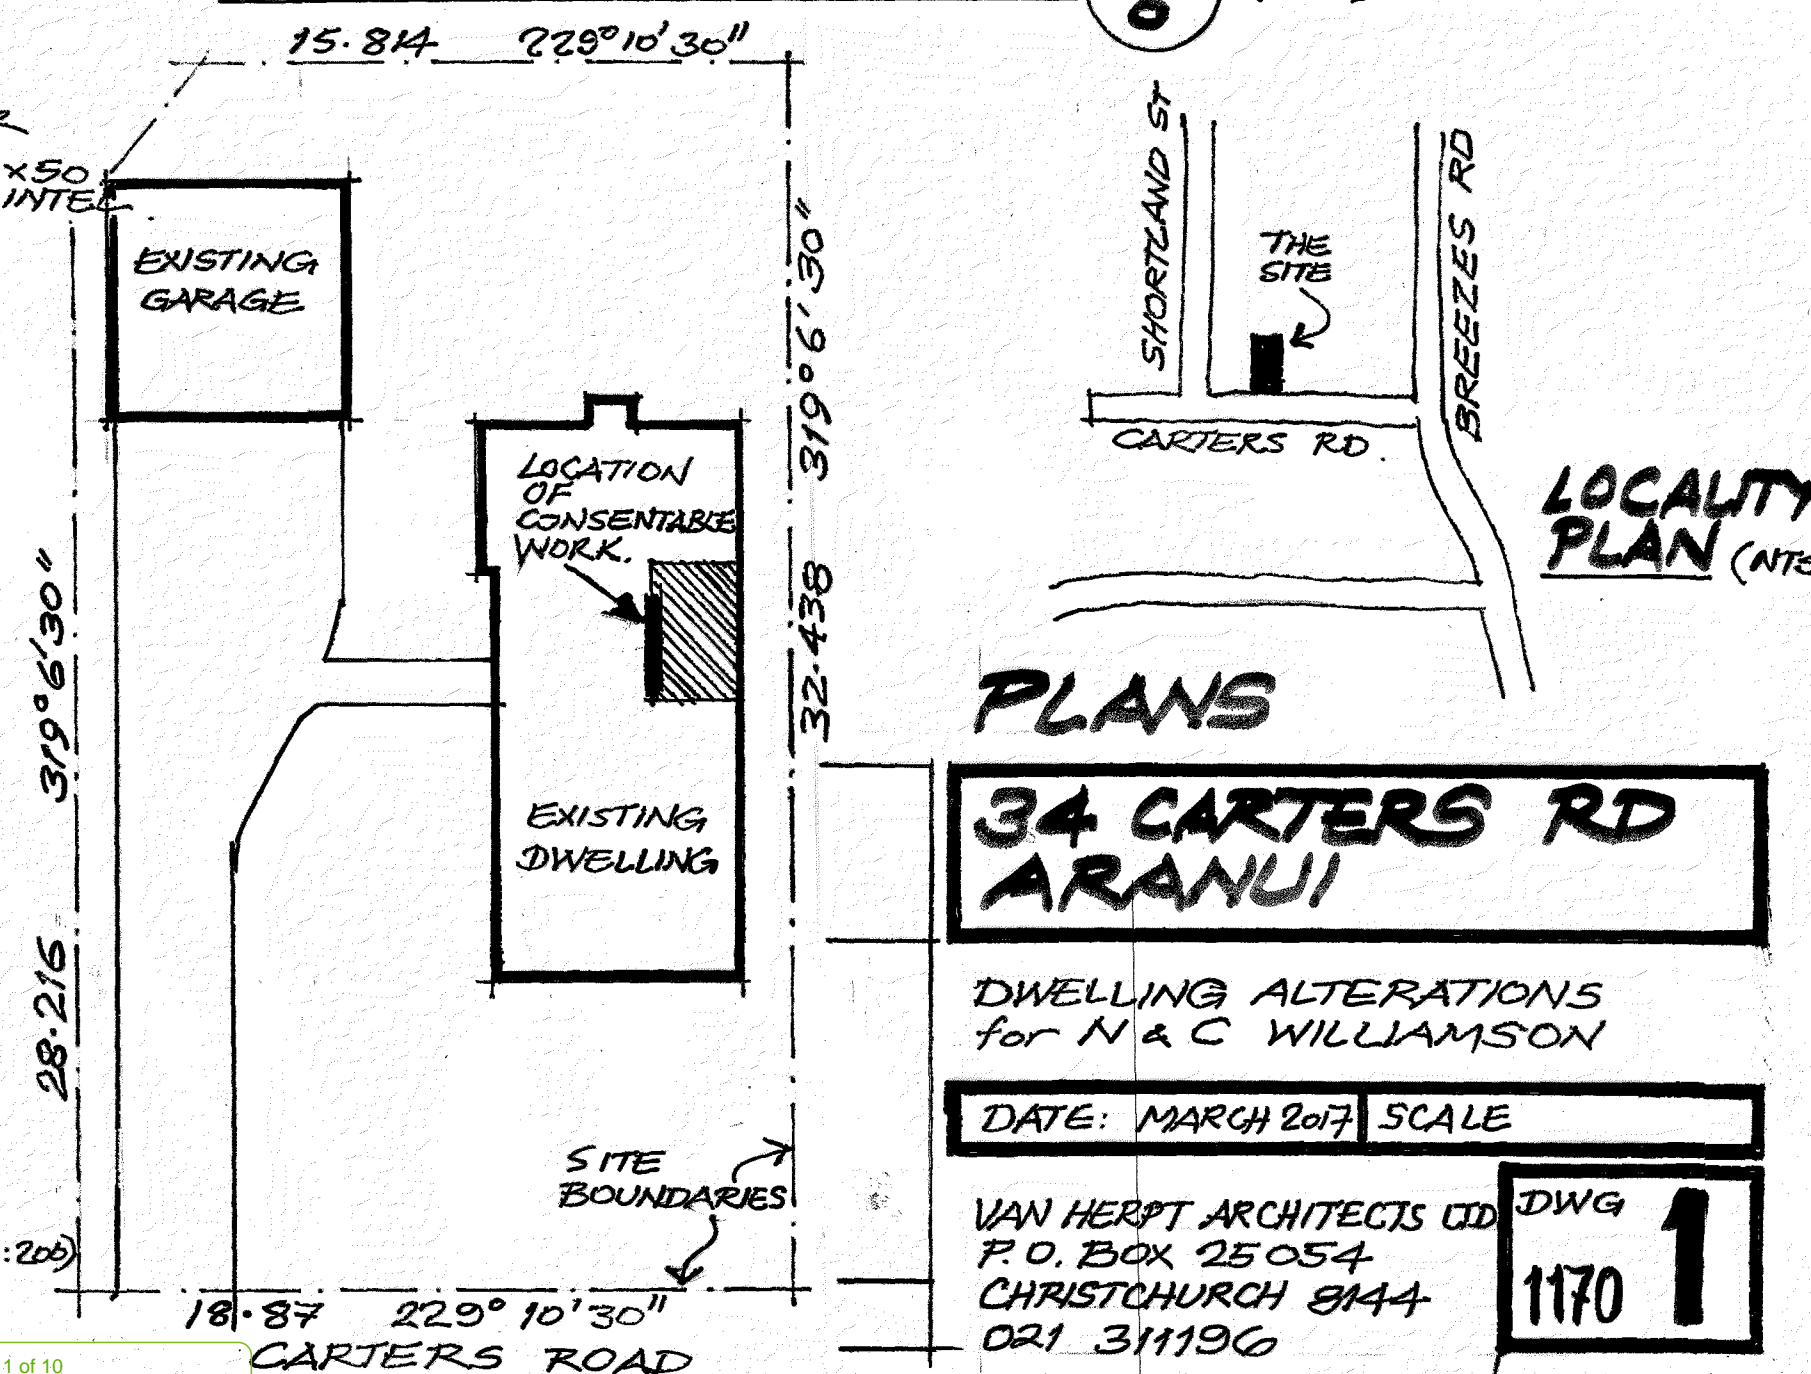 15.814 229° 10' 30"
x50
INTEL
EXISTING
GARAGE
LOCATION
OF
CONSENTABLE
WORK.
EXISTING
DWELLING
319° 6' 30"
32.438
319° 6' 30"
28.216
SITE
BOUNDARIES
18.87 229° 10' 30"
CARTERS ROAD
1 of 10
0
SHORTLAND ST
THE
SITE
BREEZES RD
CARTERS RD.
LOCALITY
PLAN (NTS
PLANS
34 CARTERS RD
ARANUI
DWELLING ALTERATIONS
for N & C WILLIAMSON
DATE: MARCH 2017 SCALE
VAN HERPT ARCHITECTS LTD
P.O. BOX 25054
CHRISTCHURCH 8144
021 311196
DWG
1170 1